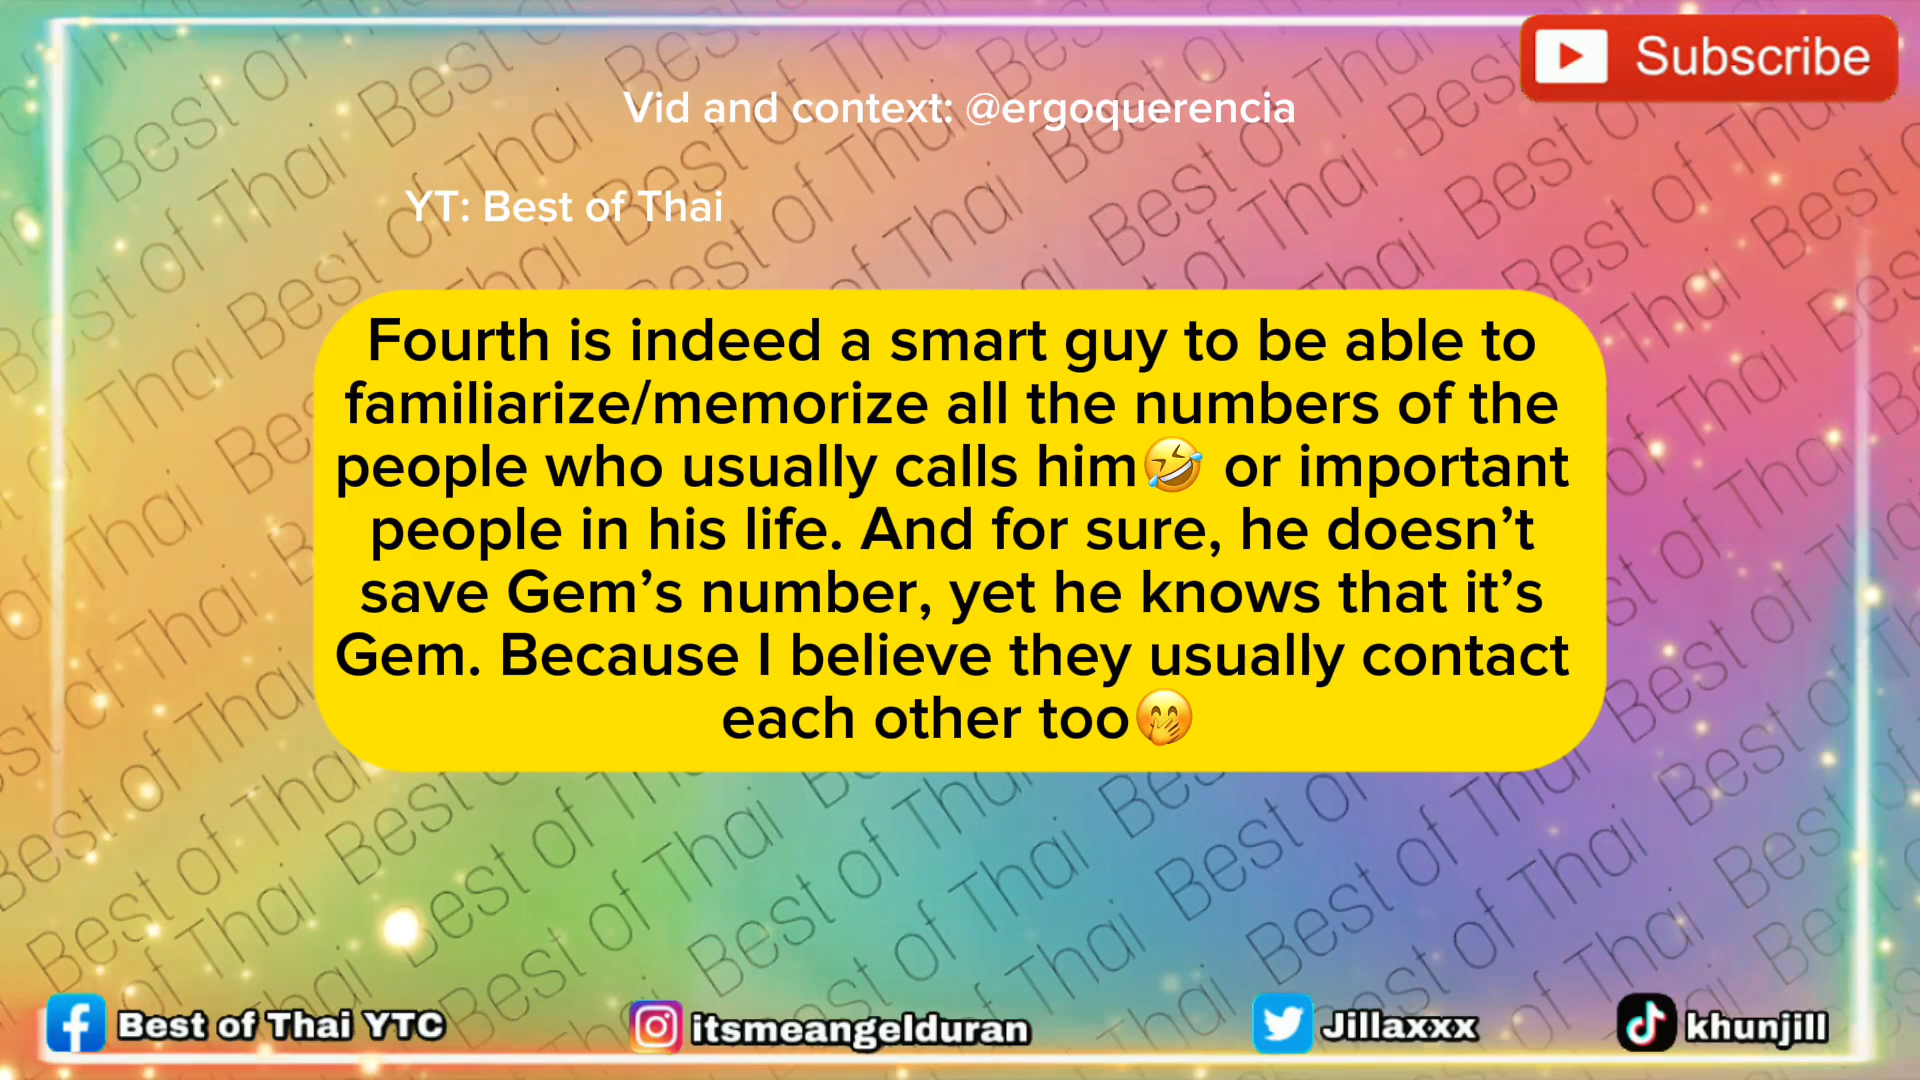 Subscribe
Vid and context: @ergoquerencia
YT: Best of Thai
Fourth is indeed a smart guy to be able to
familiarize/memorize all the numbers of the
people who usually calls him🤣 or important
people in his life. And for sure, he doesn’t
save Gem’s number, yet he knows that it’s
Gem. Because I believe they usually contact
each other too🤭
Best of Thai YTC
itsmeangelduran
Jillaxxx
khunjill